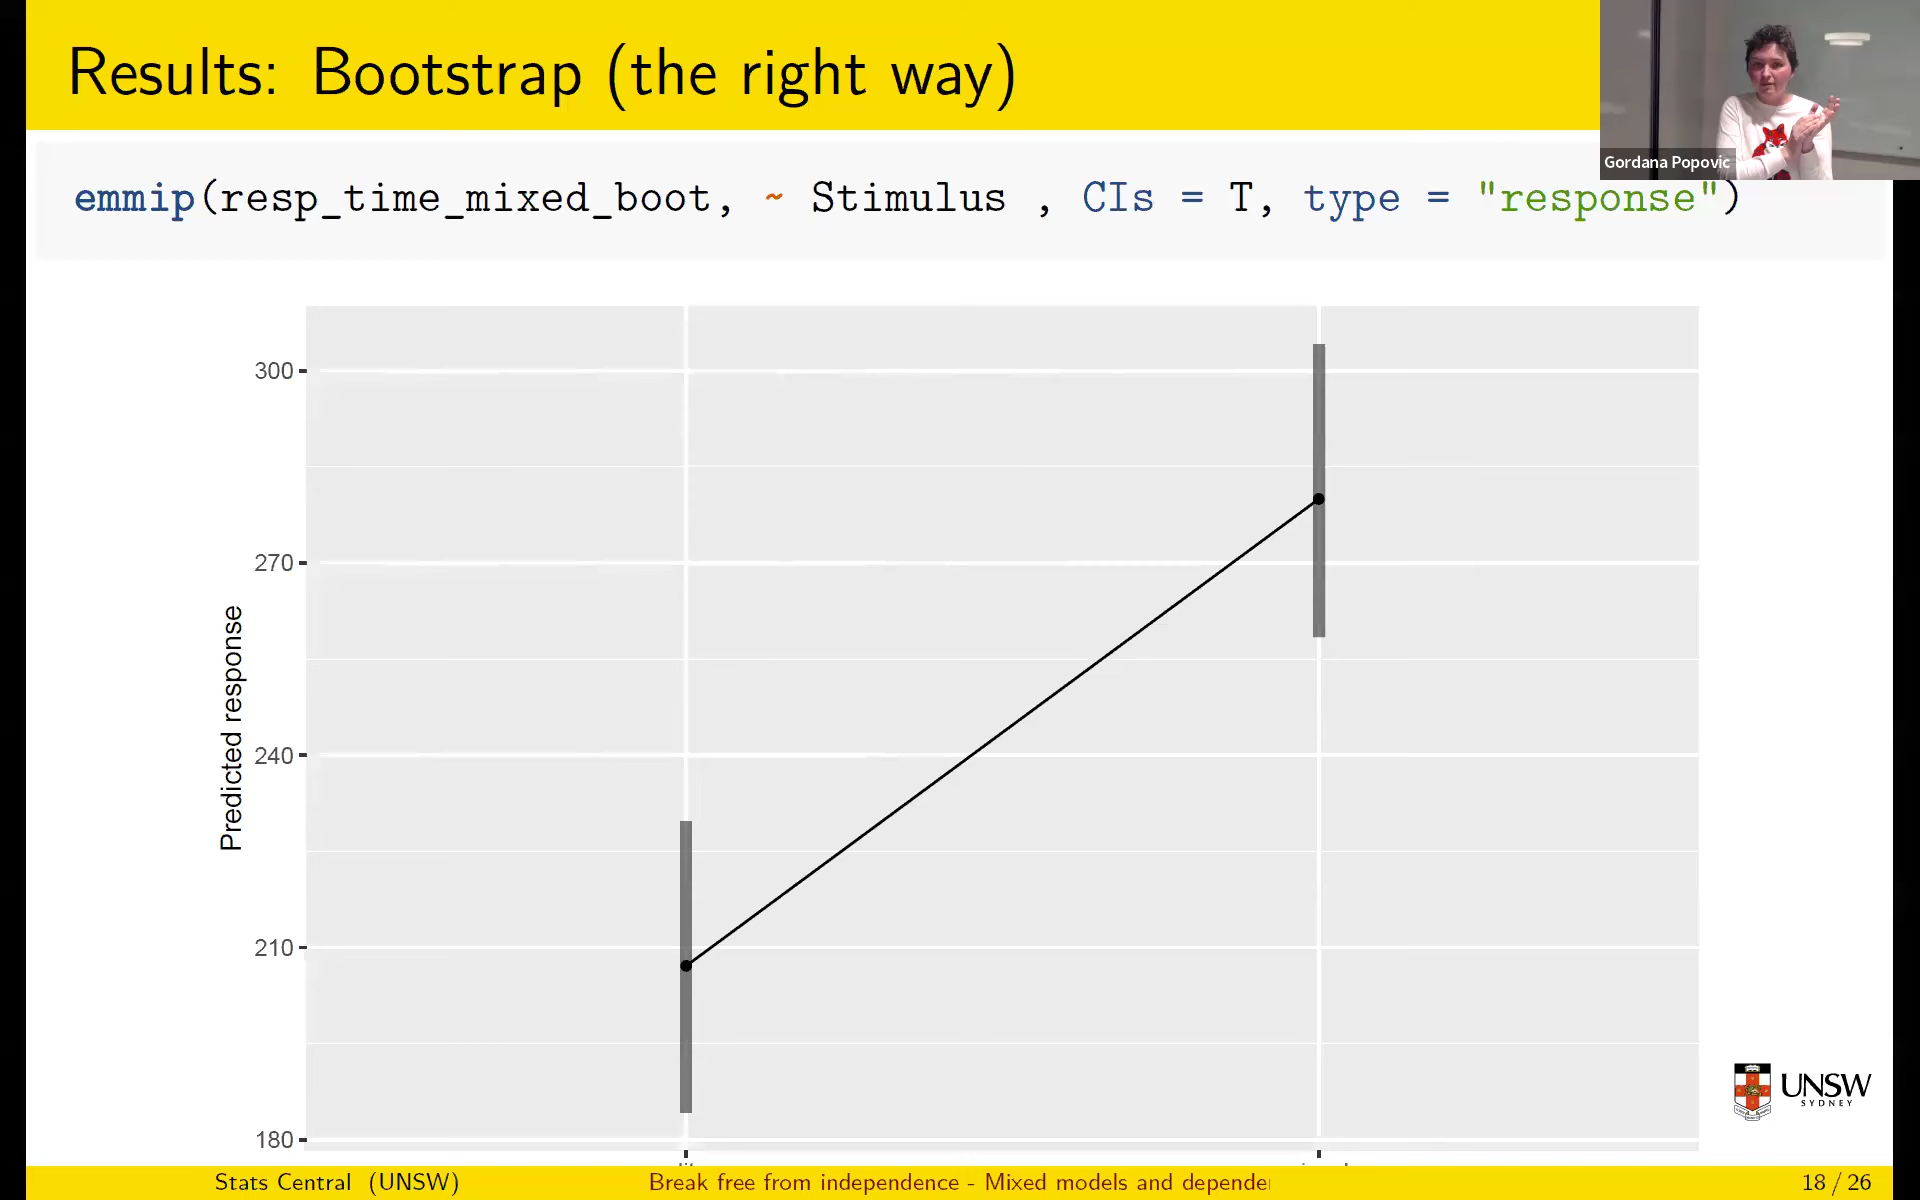 Results: Bootstrap (the right way)
Gordana Popovic
emmip(resp_time_mixed_boot, ~ Stimulus , CIs = T, type = "response")
300
270
240
210
180
Predicted response
UNSW
SYDNEY
Stats Central (UNSW)
Break free from independence - Mixed models and depende
18 / 26